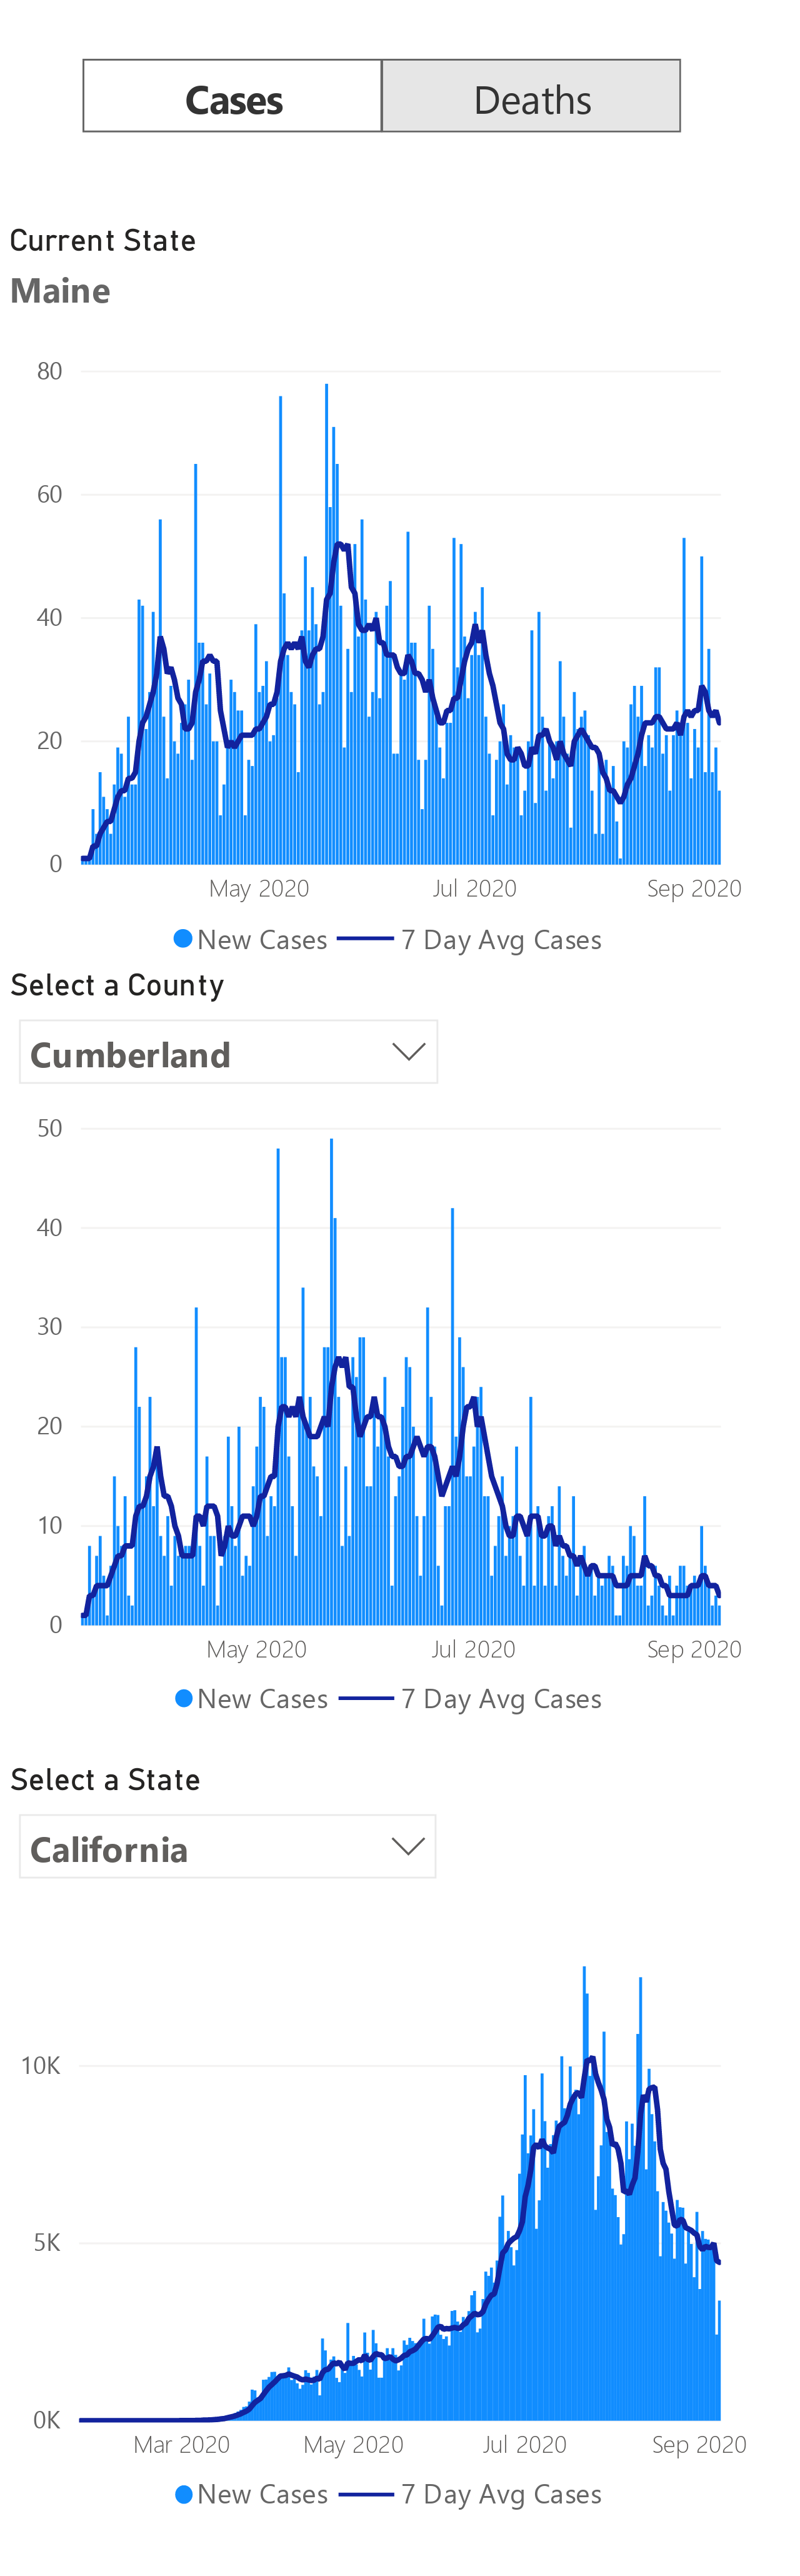 Cases Deaths
Current State
Maine
80
60
40
20
0
May 2020 Jul 2020 Sep 2020
New Cases 7 Day Avg Cases
Select a County
Cumberland
50
40
30
20
10
0
May 2020 Jul 2020 Sep 2020
New Cases 7 Day Avg Cases
Select a State
California
10K
5K
0K
Mar 2020 May 2020 Jul 2020 Sep 2020
New Cases 7 Day Avg Cases